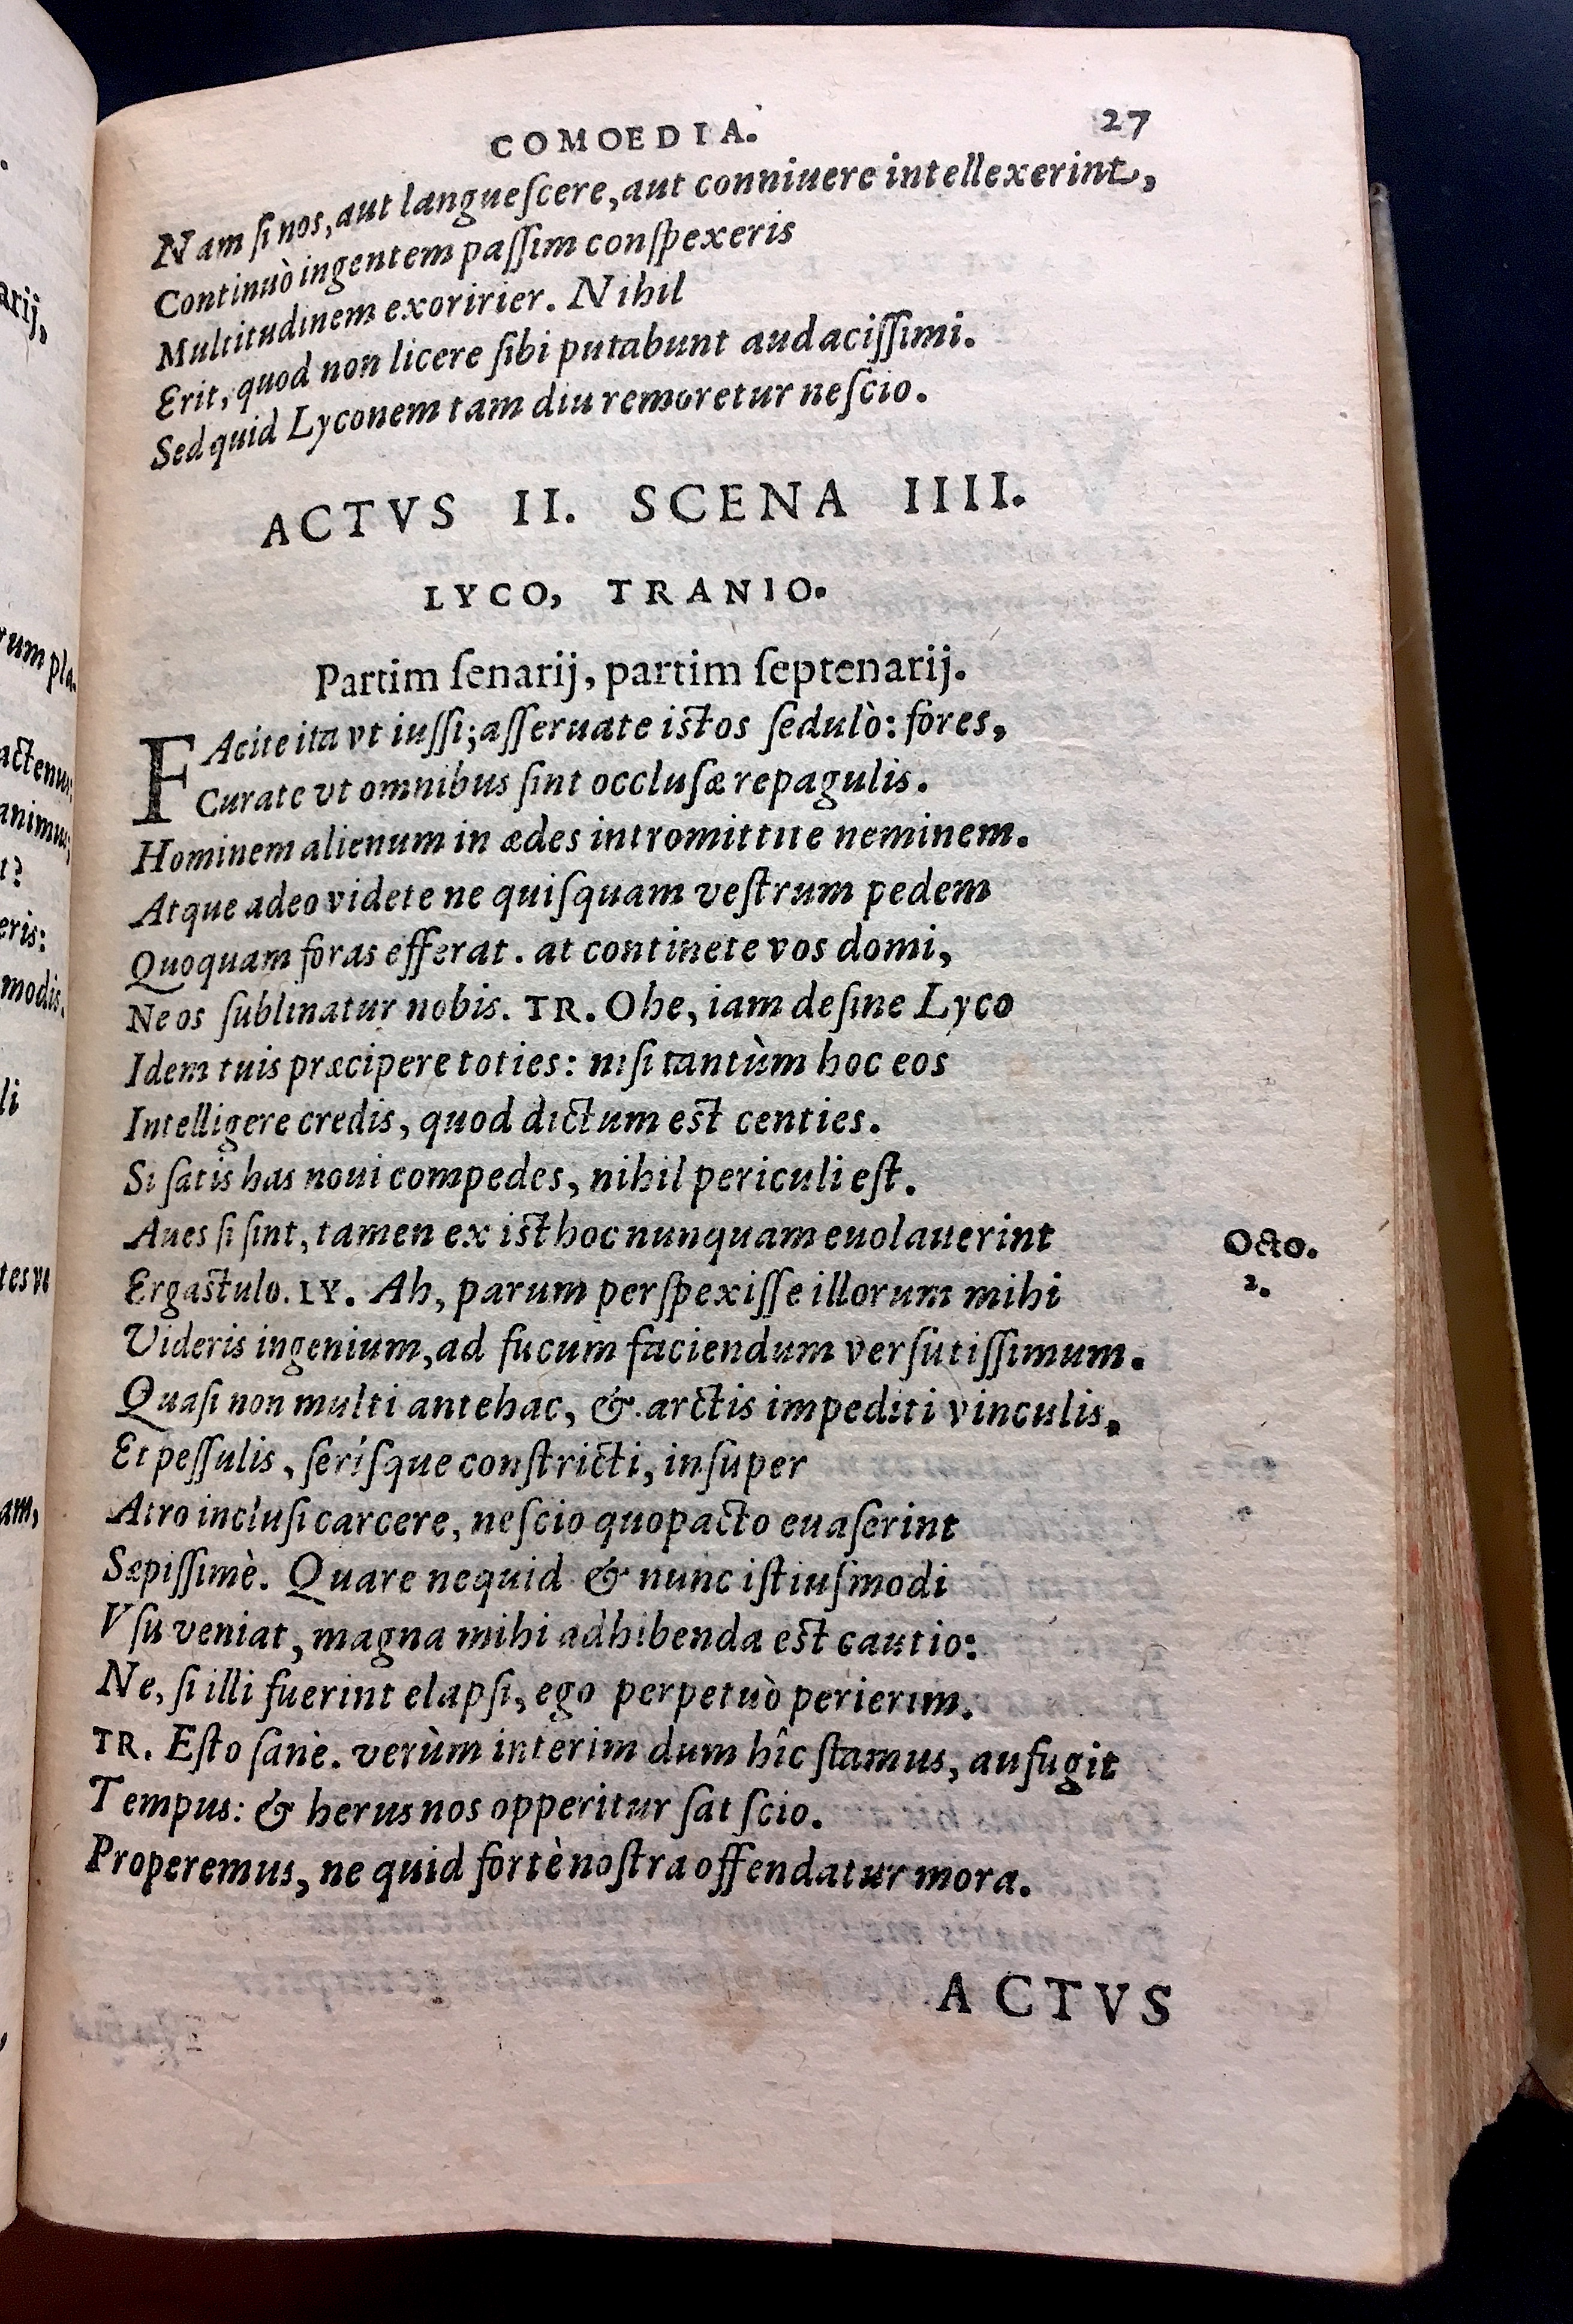 COMOEDIA. 27
Nam ſi nos, aut langueſcere, aut conniuere intellexerint,
Continuò ingentem paſſim conſpexeris
Multitudinem exoririer. Nihil
Erit, quod non licere ſibi putabunt audaciſſimi.
Sed quid Lyconem tam diu remoretur neſcio.
ACTVS II. SCENA IIII.
LYCO, TRANIO.
Partim ſenarij, partim ſeptenarij.
FAcite ita vt iuſſi; aſſeruate iſtos ſedulò: fores,
Curate vt omnibus ſint occluſæ repagulis.
Hominem alienum in ædes intromittite neminem.
Atque adeo videte ne quiſquam veſtrum pedem
Quoquam foras efferat. at continete vos domi,
Ne os ſublinatur nobis. TR. Ohe, iam deſine Lyco
Idem tuis præcipere toties: niſi tantùm hoc eos
Intelligere credis, quod dictum eſt centies.
Si ſatis has noui compedes, nihil periculi eſt.
Aues ſi ſint, tamen ex iſthoc nunquam euolauerint Octo.
Ergaſtulo. LY. Ah, parum perſpexiſſe illorum mihi 2.
Videris ingenium, ad fucum faciendum verſutiſſimum.
Quaſi non multi antehac, & arctis impediti vinculis,
Et peſſulis, ſeríſque conſtricti, inſuper
Atro incluſi carcere, neſcio quopacto euaſerint
Sæpiſſimè. Quare nequid & nunc iſtiuſmodi
Vſu veniat, magna mihi adhibenda eſt cautio:
Ne, ſi illi fuerint elapſi, ego perpetuò perierim.
TR. Eſto ſanè. verùm interim dum hîc ſtamus, aufugit
Tempus: & herus nos opperitur ſat ſcio.
Properemus, ne quid fortè noſtra offendatur mora.
ACTVS